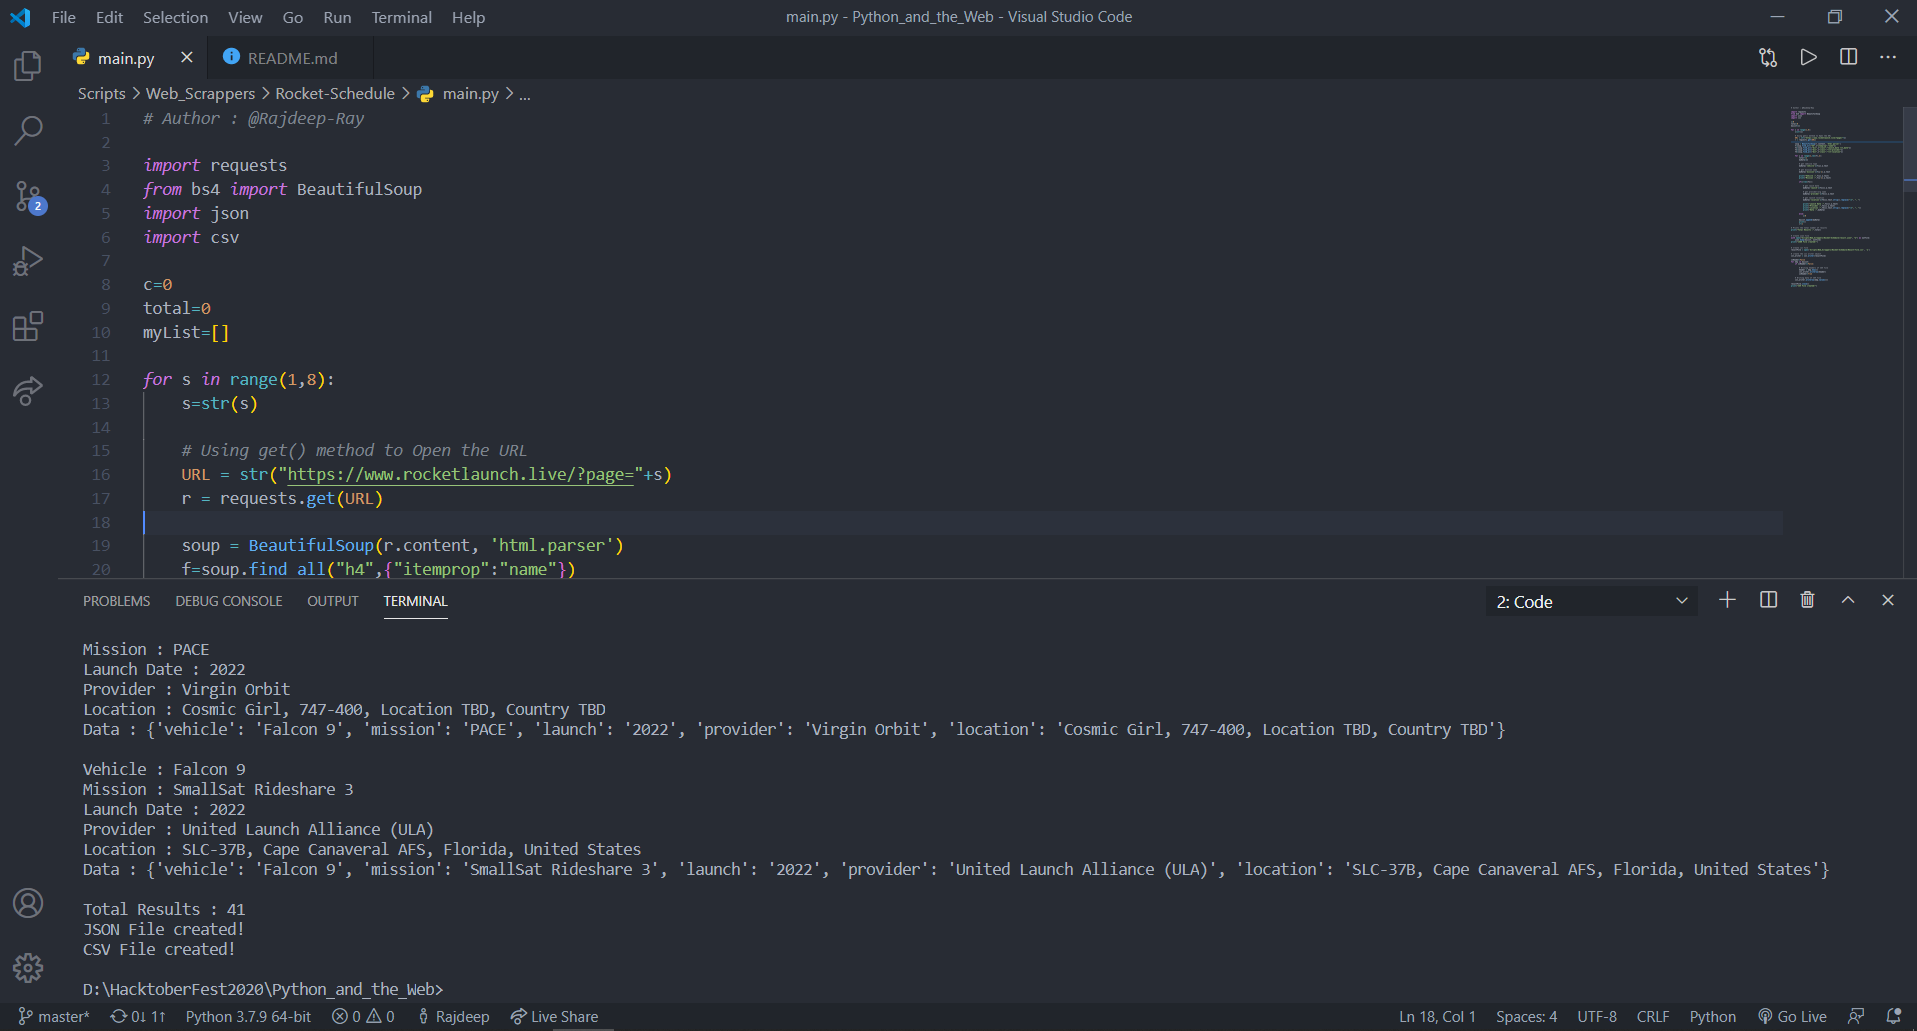 File Edit Selection View Go Run Terminal Help
main.py - Python_and_the_Web - Visual Studio Code
main.py
README.md
Scripts > Web_Scrappers > Rocket-Schedule > main.py > ...
1 # Author : @Rajdeep-Ray
2
3 import requests
4 from bs4 import BeautifulSoup
5 import json
6 import csv
7
8 c=0
9 total=0
10 myList=[]
11
12 for s in range(1,8):
13 s=str(s)
14
15 # Using get() method to Open the URL
16 URL = str("https://www.rocketlaunch.live/?page="+s)
17 r = requests.get(URL)
18
19 soup = BeautifulSoup(r.content, 'html.parser')
20 f=soup.find_all("h4",{"itemprop":"name"})
2
PROBLEMS DEBUG CONSOLE OUTPUT TERMINAL
2: Code
Mission : PACE
Launch Date : 2022
Provider : Virgin Orbit
Location : Cosmic Girl, 747-400, Location TBD, Country TBD
Data : {'vehicle': 'Falcon 9', 'mission': 'PACE', 'launch': '2022', 'provider': 'Virgin Orbit', 'location': 'Cosmic Girl, 747-400, Location TBD, Country TBD'}
Vehicle : Falcon 9
Mission : SmallSat Rideshare 3
Launch Date : 2022
Provider : United Launch Alliance (ULA)
Location : SLC-37B, Cape Canaveral AFS, Florida, United States
Data : {'vehicle': 'Falcon 9', 'mission': 'SmallSat Rideshare 3', 'launch': '2022', 'provider': 'United Launch Alliance (ULA)', 'location': 'SLC-37B, Cape Canaveral AFS, Florida, United States'}
Total Results : 41
JSON File created!
CSV File created!
D:\HacktoberFest2020\Python_and_the_Web>
master* 0↓ 1↑ Python 3.7.9 64-bit 0 0 Rajdeep Live Share
Ln 18, Col 1 Spaces: 4 UTF-8 CRLF Python Go Live